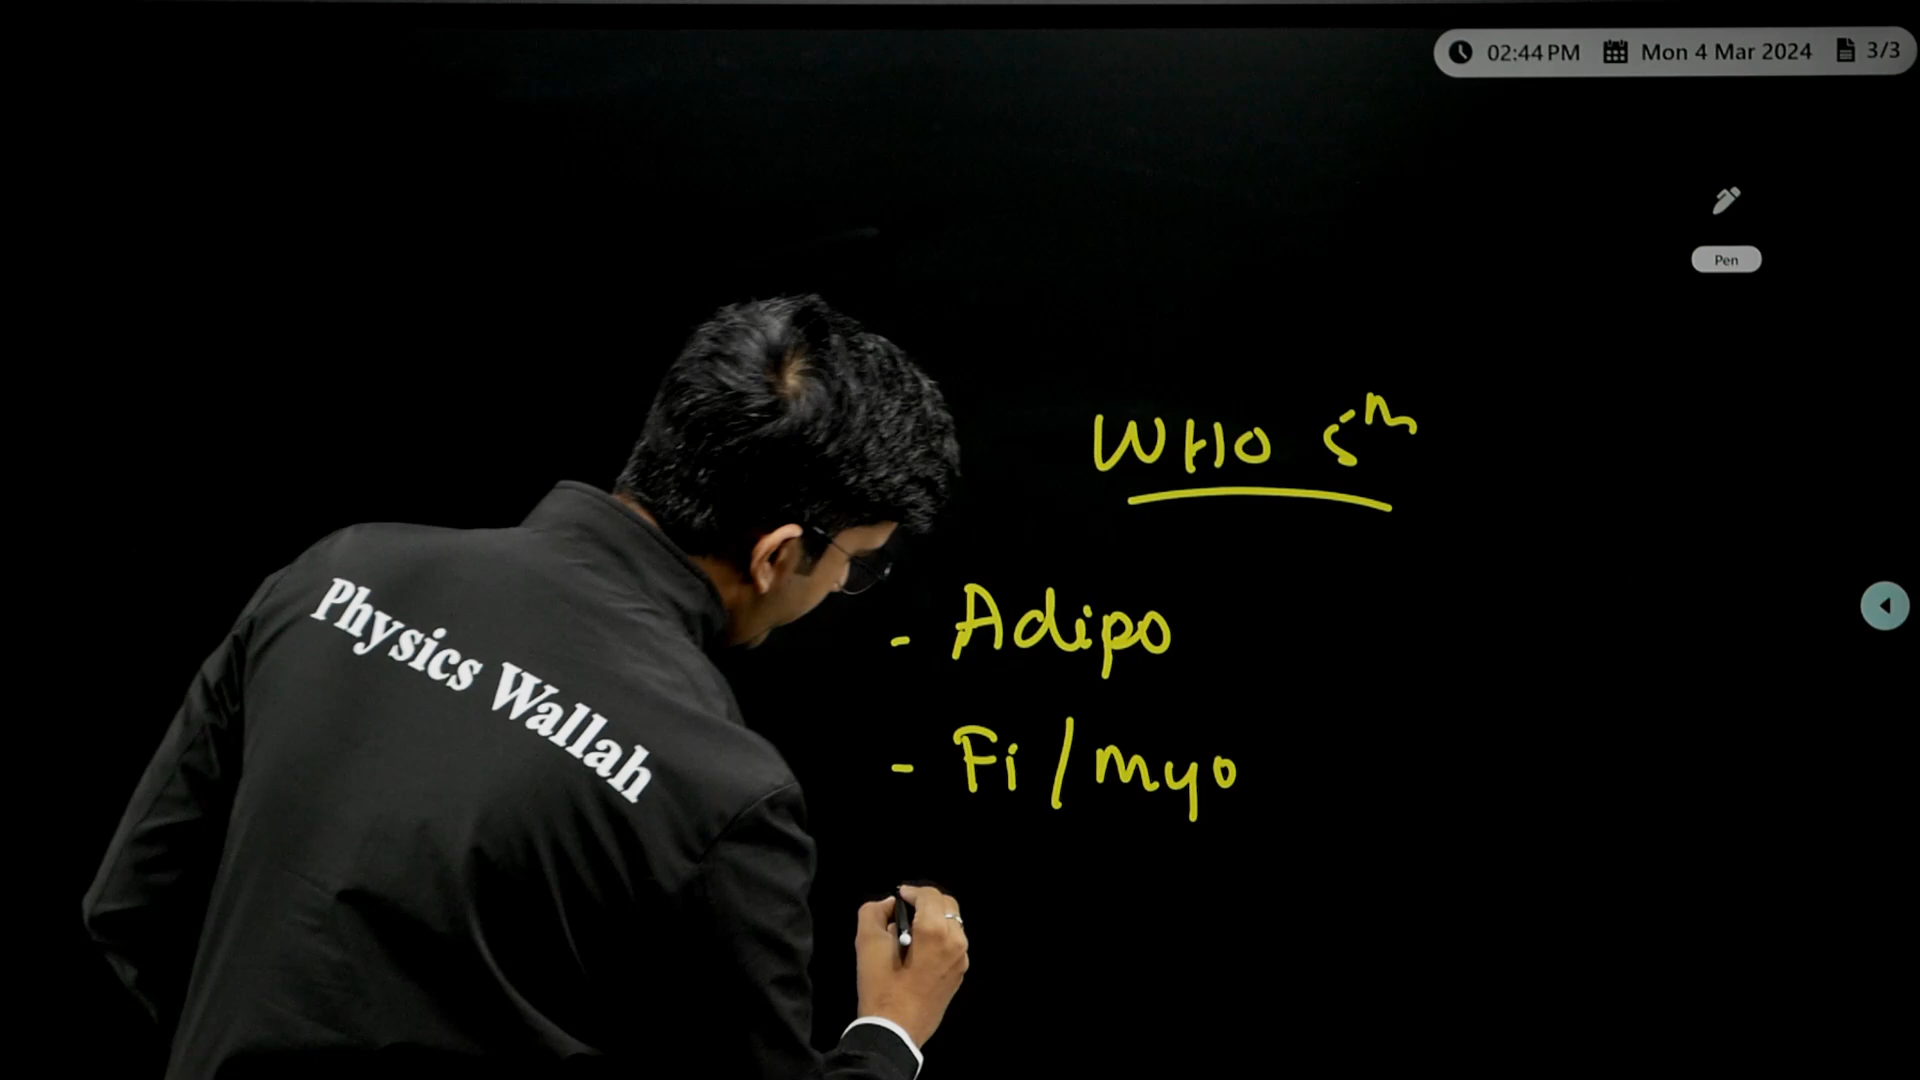 02:44 PM Mon 4 Mar 2024 3/3
Pen
WHO 5th
Physics Wallah
- Adipo
- Fi / myo